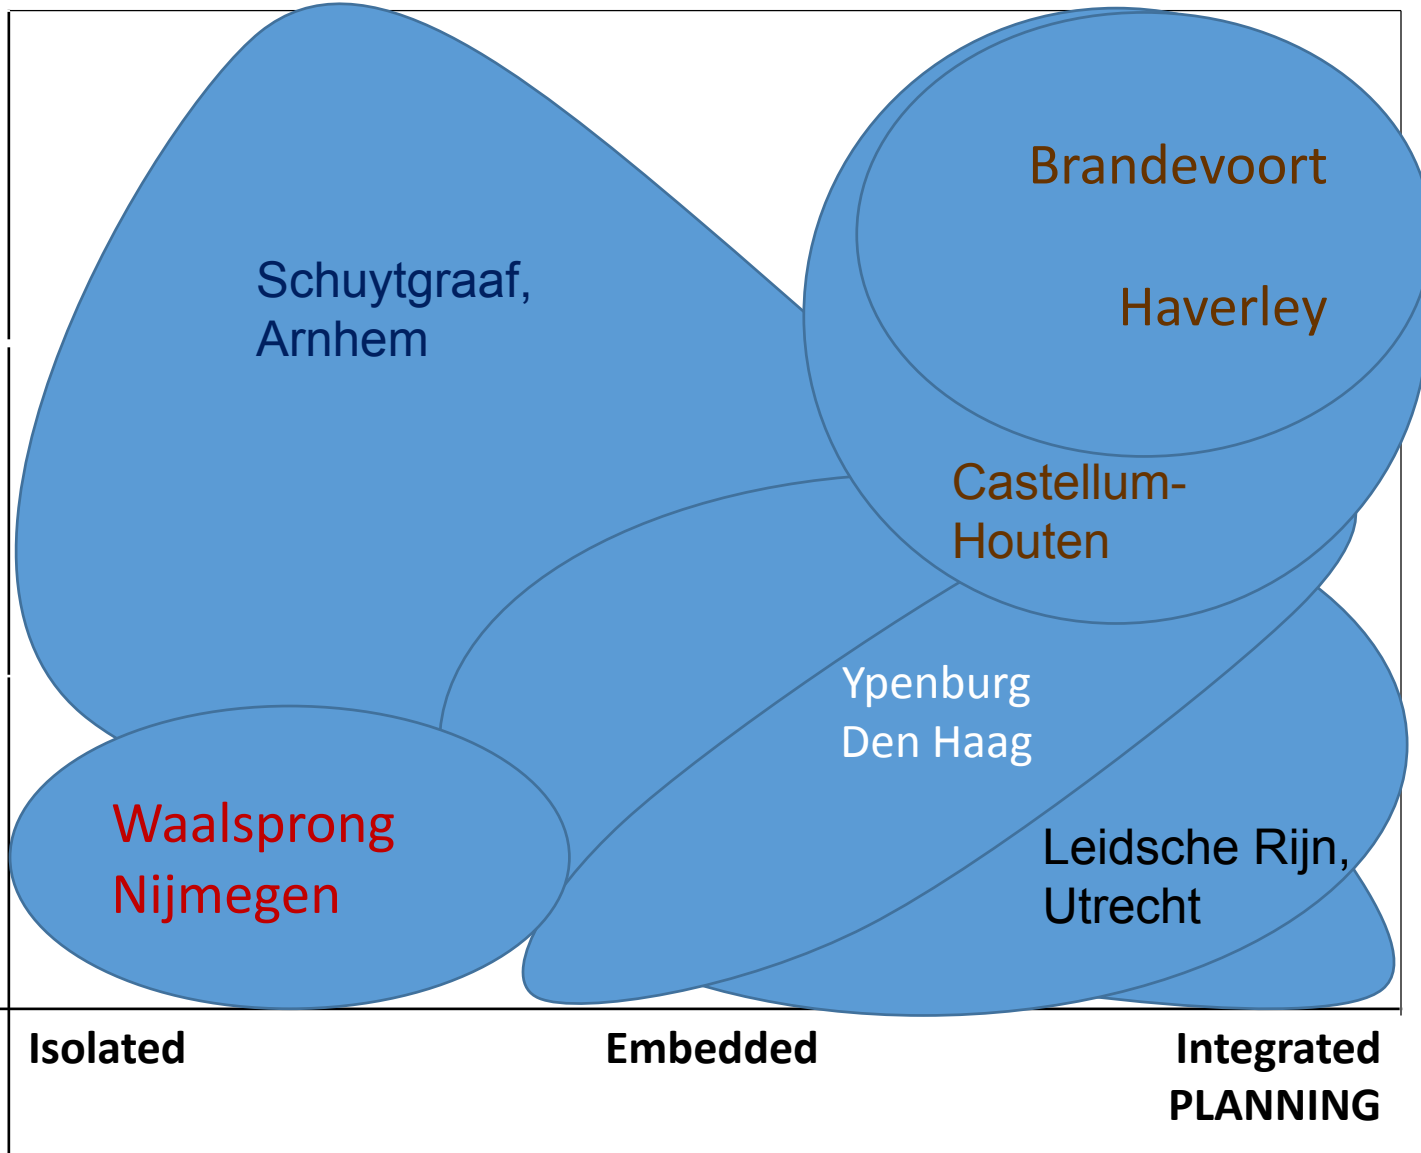 Brandevoort
Haverley
Schuytgraaf,
Arnhem
Castellum-
Houten
Ypenburg
Den Haag
Waalsprong
Nijmegen
Leidsche Rijn,
Utrecht
Isolated
Embedded
Integrated
PLANNING